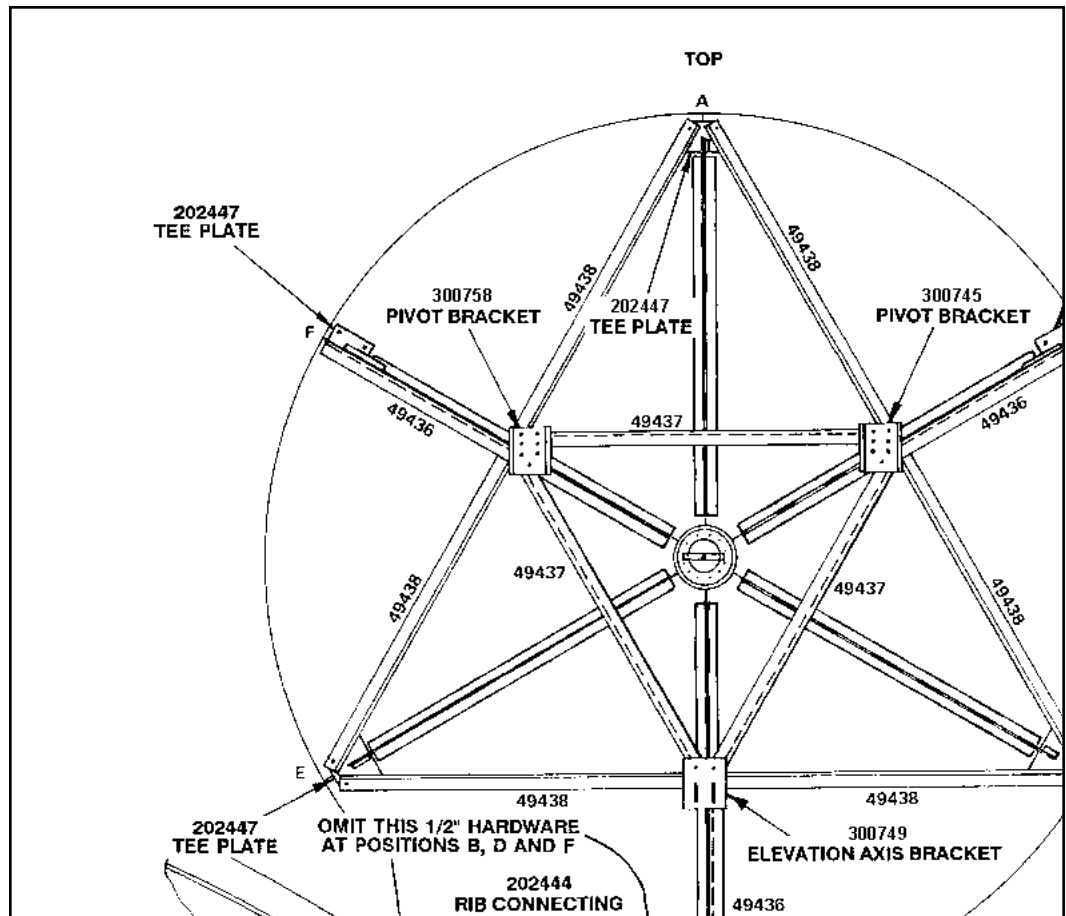 TOP
A
202447
TEE PLATE
49438
49438
300758
PIVOT BRACKET
202447
TEE PLATE
300745
PIVOT BRACKET
F
49436
49437
49436
49437
49437
49438
49438
E
49438
49438
202447
TEE PLATE
OMIT THIS 1/2" HARDWARE
AT POSITIONS B, D AND F
300749
ELEVATION AXIS BRACKET
202444
RIB CONNECTING
49436